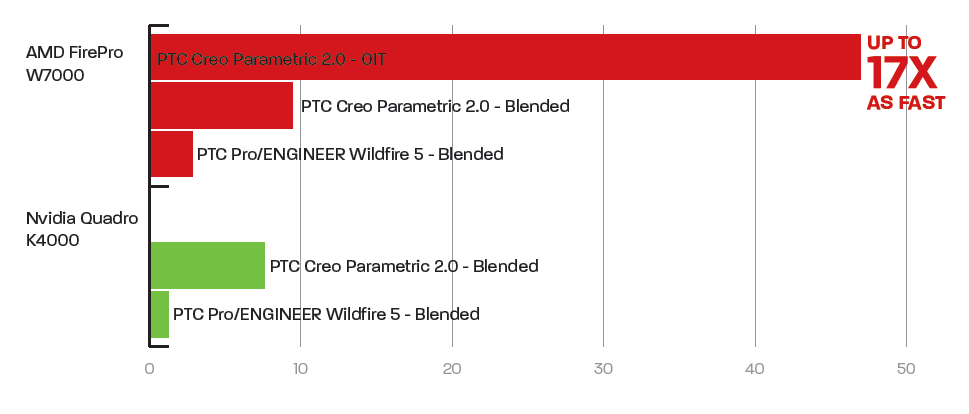 AMD FirePro
W7000
PTC Creo Parametric 2.0 - OIT
UP TO
17X
AS FAST
PTC Creo Parametric 2.0 - Blended
PTC Pro/ENGINEER Wildfire 5 - Blended
Nvidia Quadro
K4000
PTC Creo Parametric 2.0 - Blended
PTC Pro/ENGINEER Wildfire 5 - Blended
0 10 20 30 40 50